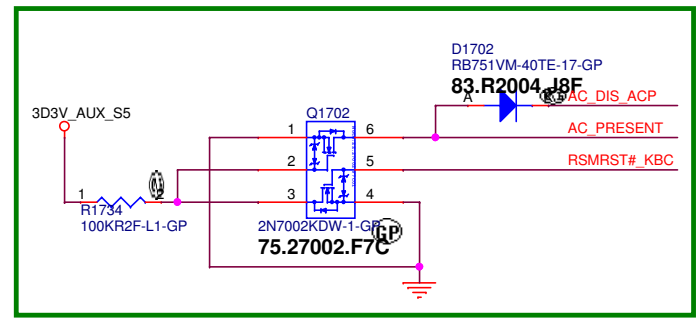 D1702
RB751VM-40TE-17-GP
83.R2004.J8F
A
AC_DIS_ACP
3D3V_AUX_S5
Q1702
1
6
AC_PRESENT
2
5
RSMRST#_KBC
1
2
3
4
R1734
100KR2F-L1-GP
2N7002KDW-1-GP
GP
75.27002.F7C